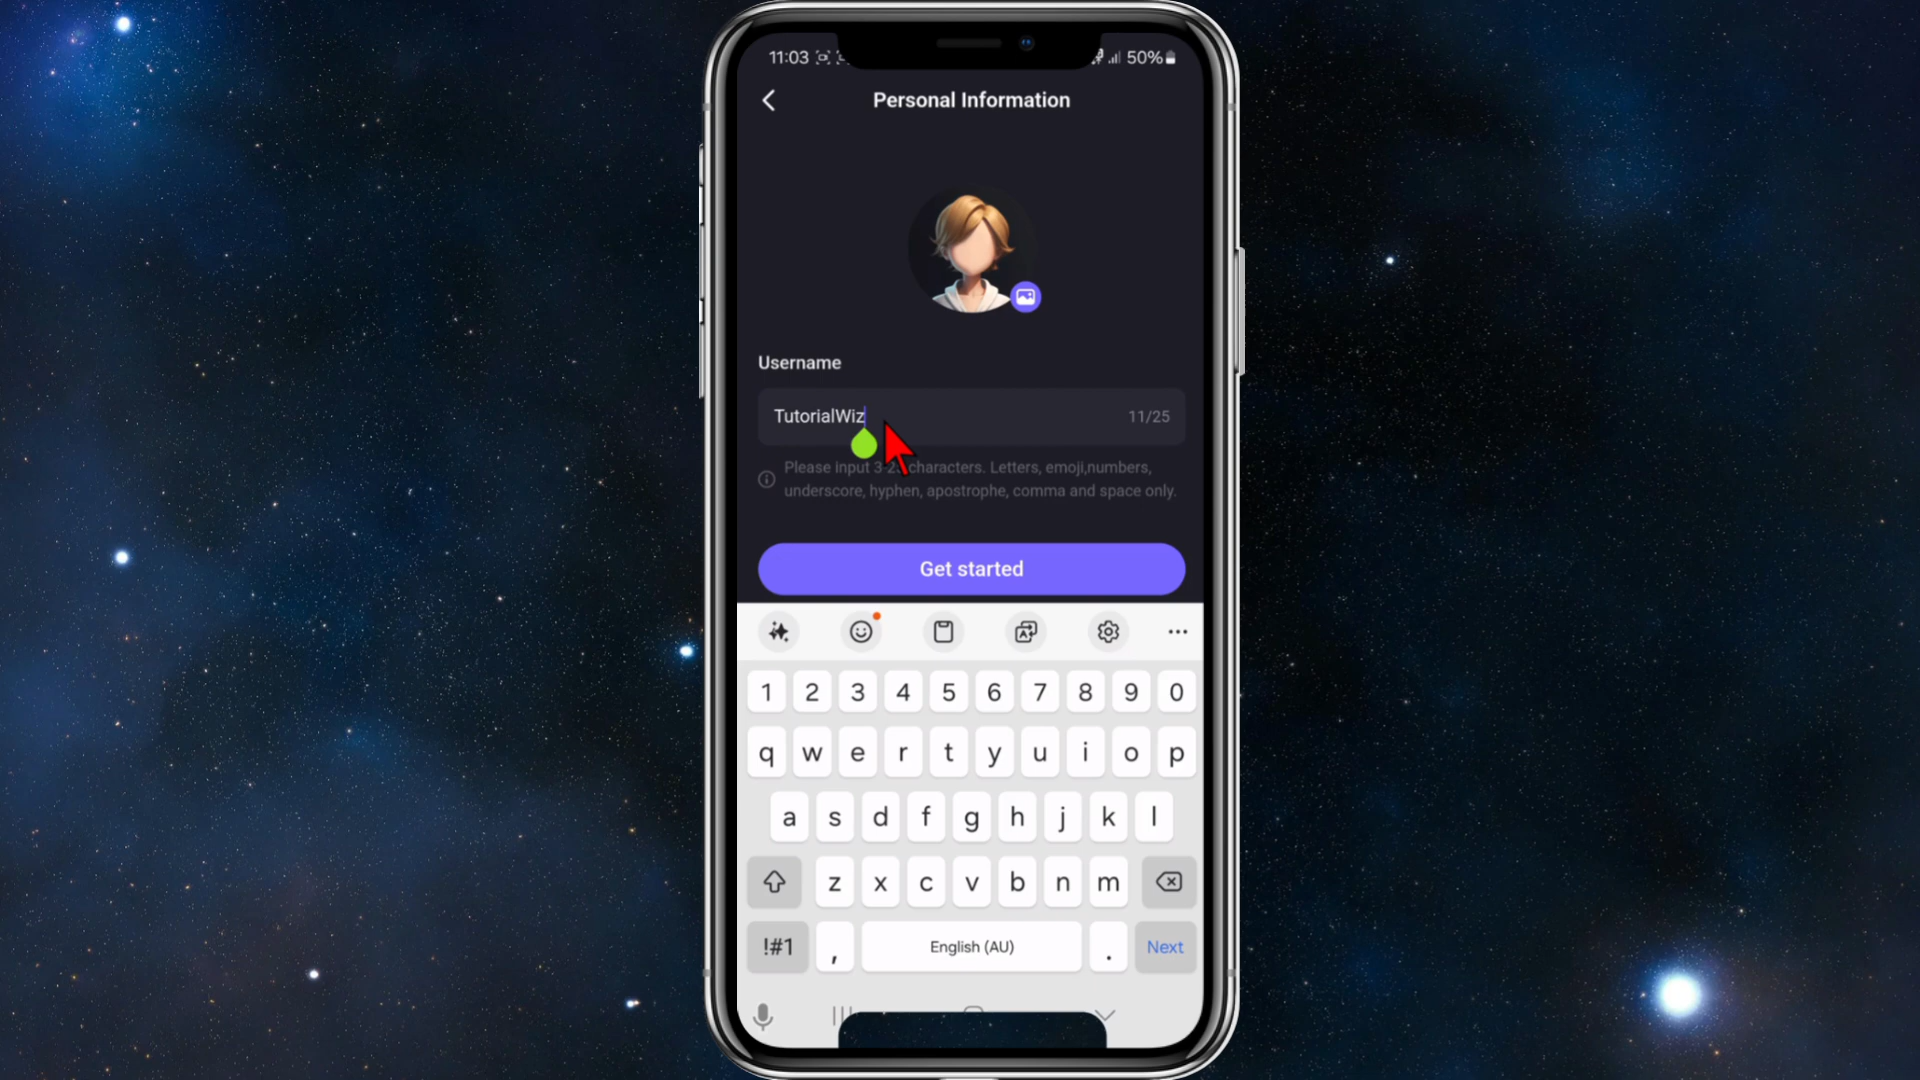 11:03 50%
Personal Information
Username
TutorialWiz 11/25
Please input 3-25 characters. Letters, emoji,numbers,
underscore, hyphen, apostrophe, comma and space only.
Get started
1 2 3 4 5 6 7 8 9 0
q w e r t y u i o p
a s d f g h j k l
z x c v b n m
!#1 , English (AU) . Next